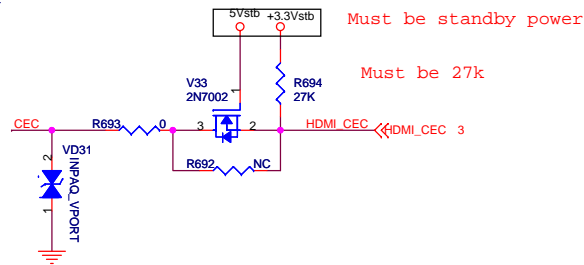 5Vstb +3.3Vstb Must be standby power
V33 R694 Must be 27k
2N7002 27K
1
CEC R693 0 3 2 HDMI_CEC HDMI_CEC 3
R692 NC
VD31
INPAQ_VPORT
2
1